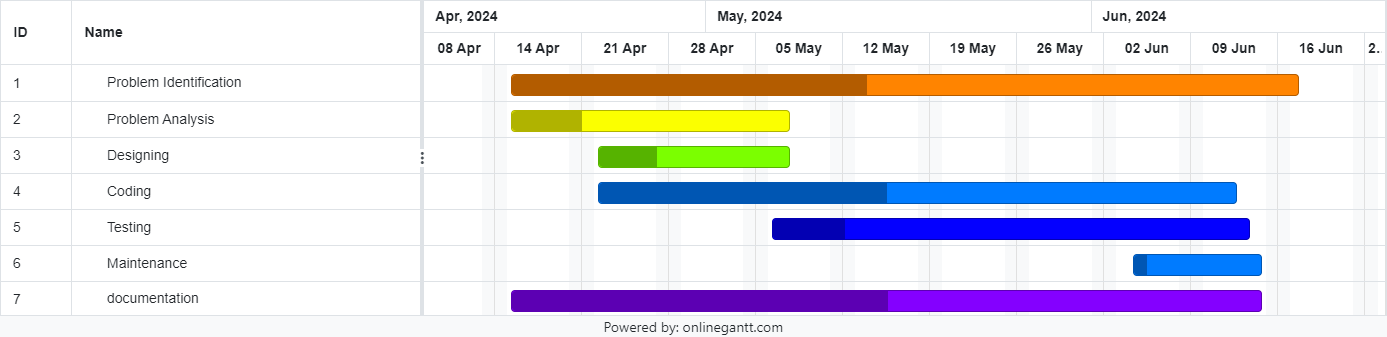 ID Name Apr, 2024 May, 2024 Jun, 2024
08 Apr 14 Apr 21 Apr 28 Apr 05 May 12 May 19 May 26 May 02 Jun 09 Jun 16 Jun 2..
1 Problem Identification
2 Problem Analysis
3 Designing
4 Coding
5 Testing
6 Maintenance
7 documentation
Powered by: onlinegantt.com